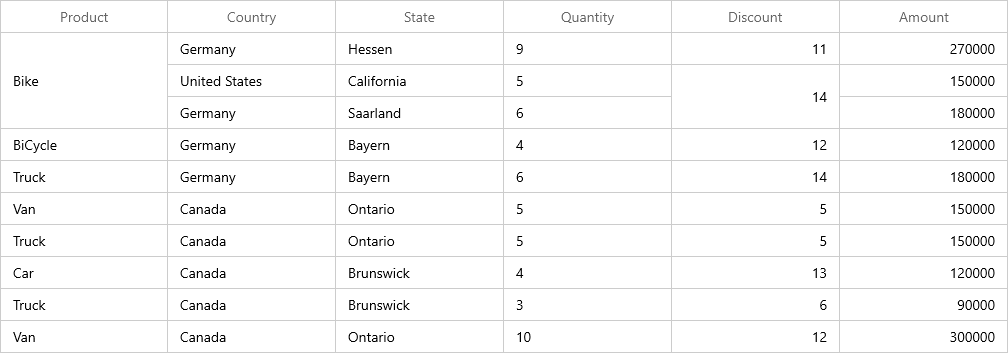 Product Country State Quantity Discount Amount
Germany Hessen 9 11 270000
Bike United States California 5 150000
14
Germany Saarland 6 180000
BiCycle Germany Bayern 4 12 120000
Truck Germany Bayern 6 14 180000
Van Canada Ontario 5 5 150000
Truck Canada Ontario 5 5 150000
Car Canada Brunswick 4 13 120000
Truck Canada Brunswick 3 6 90000
Van Canada Ontario 10 12 300000